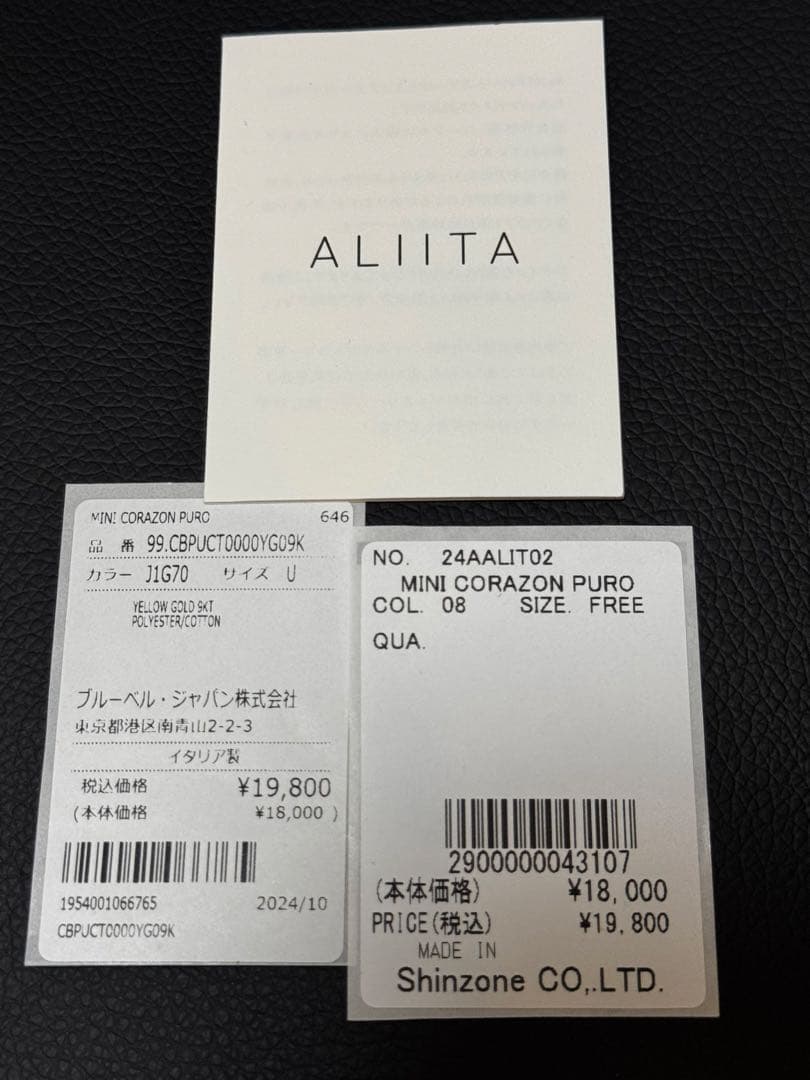 ALIITA
MINI CORAZON PURO 646
品 番 99.CBPUCT0000YG09K
カラー J1G70 サイズ U
YELLOW GOLD 9KT
POLYESTER/COTTON
ブルーベル・ジャパン株式会社
東京都港区南青山2-2-3
イタリア製
税込価格 ¥19,800
(本体価格 ¥18,000 )
1954001066765 2024/10
CBPUCT0000YG09K
NO. 24AALIT02
MINI CORAZON PURO
COL. 08 SIZE. FREE
QUA.
2900000043107
(本体価格) ¥18,000
PRICE(税込) ¥19,800
MADE IN
Shinzone CO,.LTD.